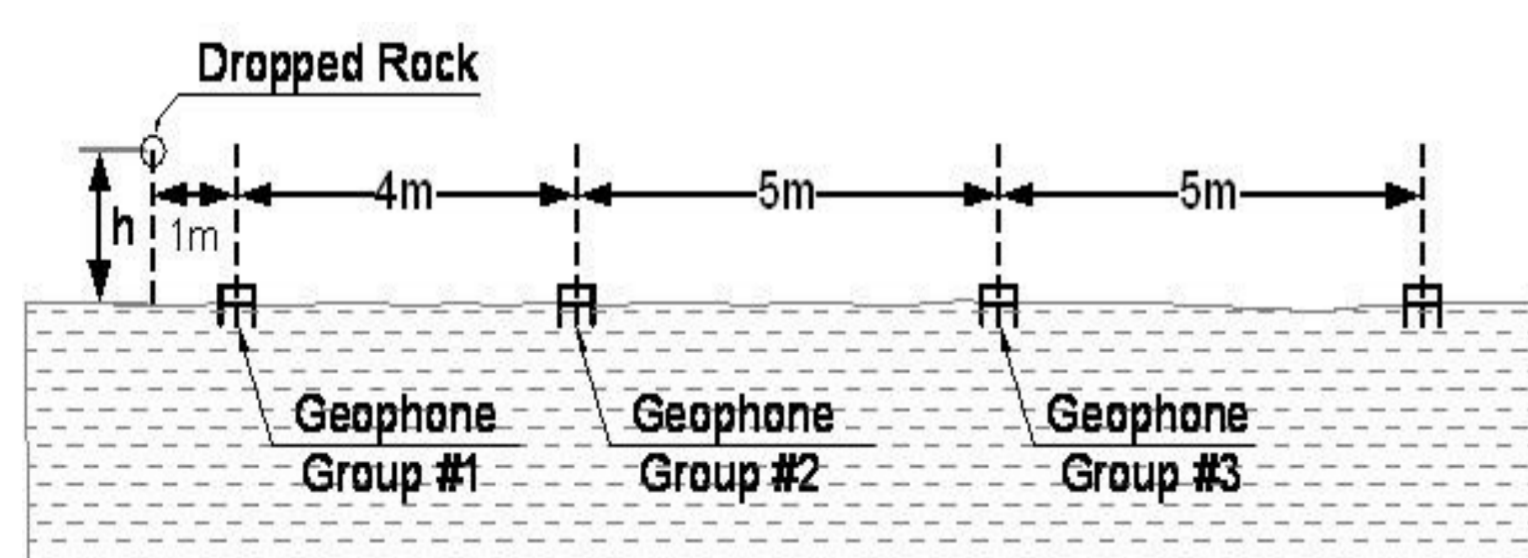 Dropped Rock
4m
5m
5m
h
1m
Geophone
Group #1
Geophone
Group #2
Geophone
Group #3